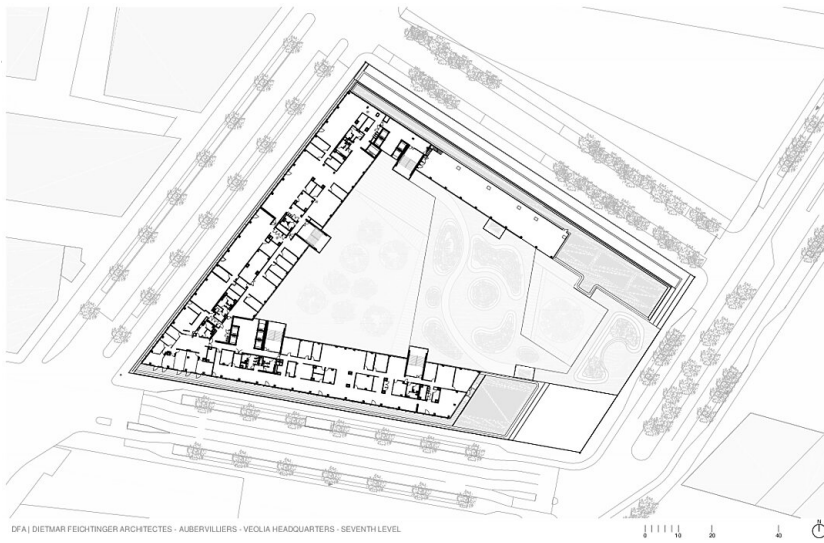 DFA | DIETMAR FEICHTINGER ARCHITECTES - AUBERVILLIERS - VEOLIA HEADQUARTERS - SEVENTH LEVEL
0 10 20 40
N